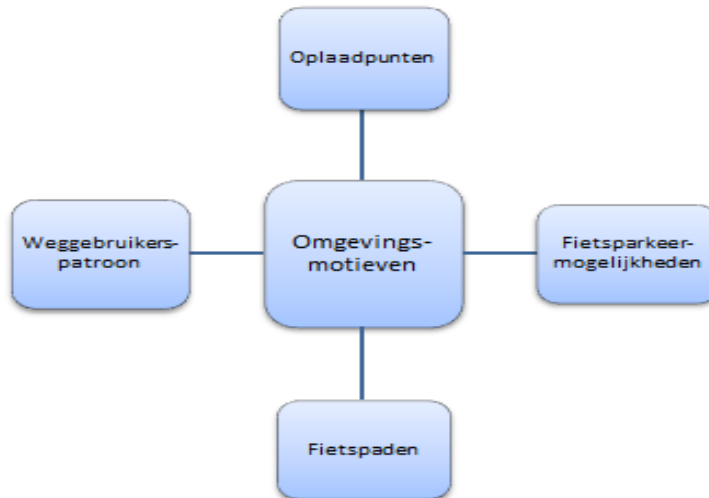 Oplaadpunten
Weggebruikers-
patroon
Omgevings-
motieven
Fietsparkeer-
mogelijkheden
Fietspaden